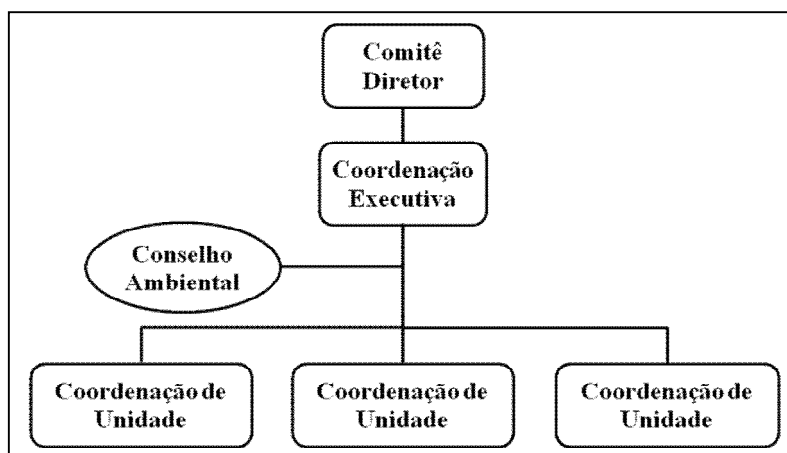 Comitê
Diretor
Coordenação
Executiva
Conselho
Ambiental
Coordenação de
Unidade
Coordenação de
Unidade
Coordenação de
Unidade